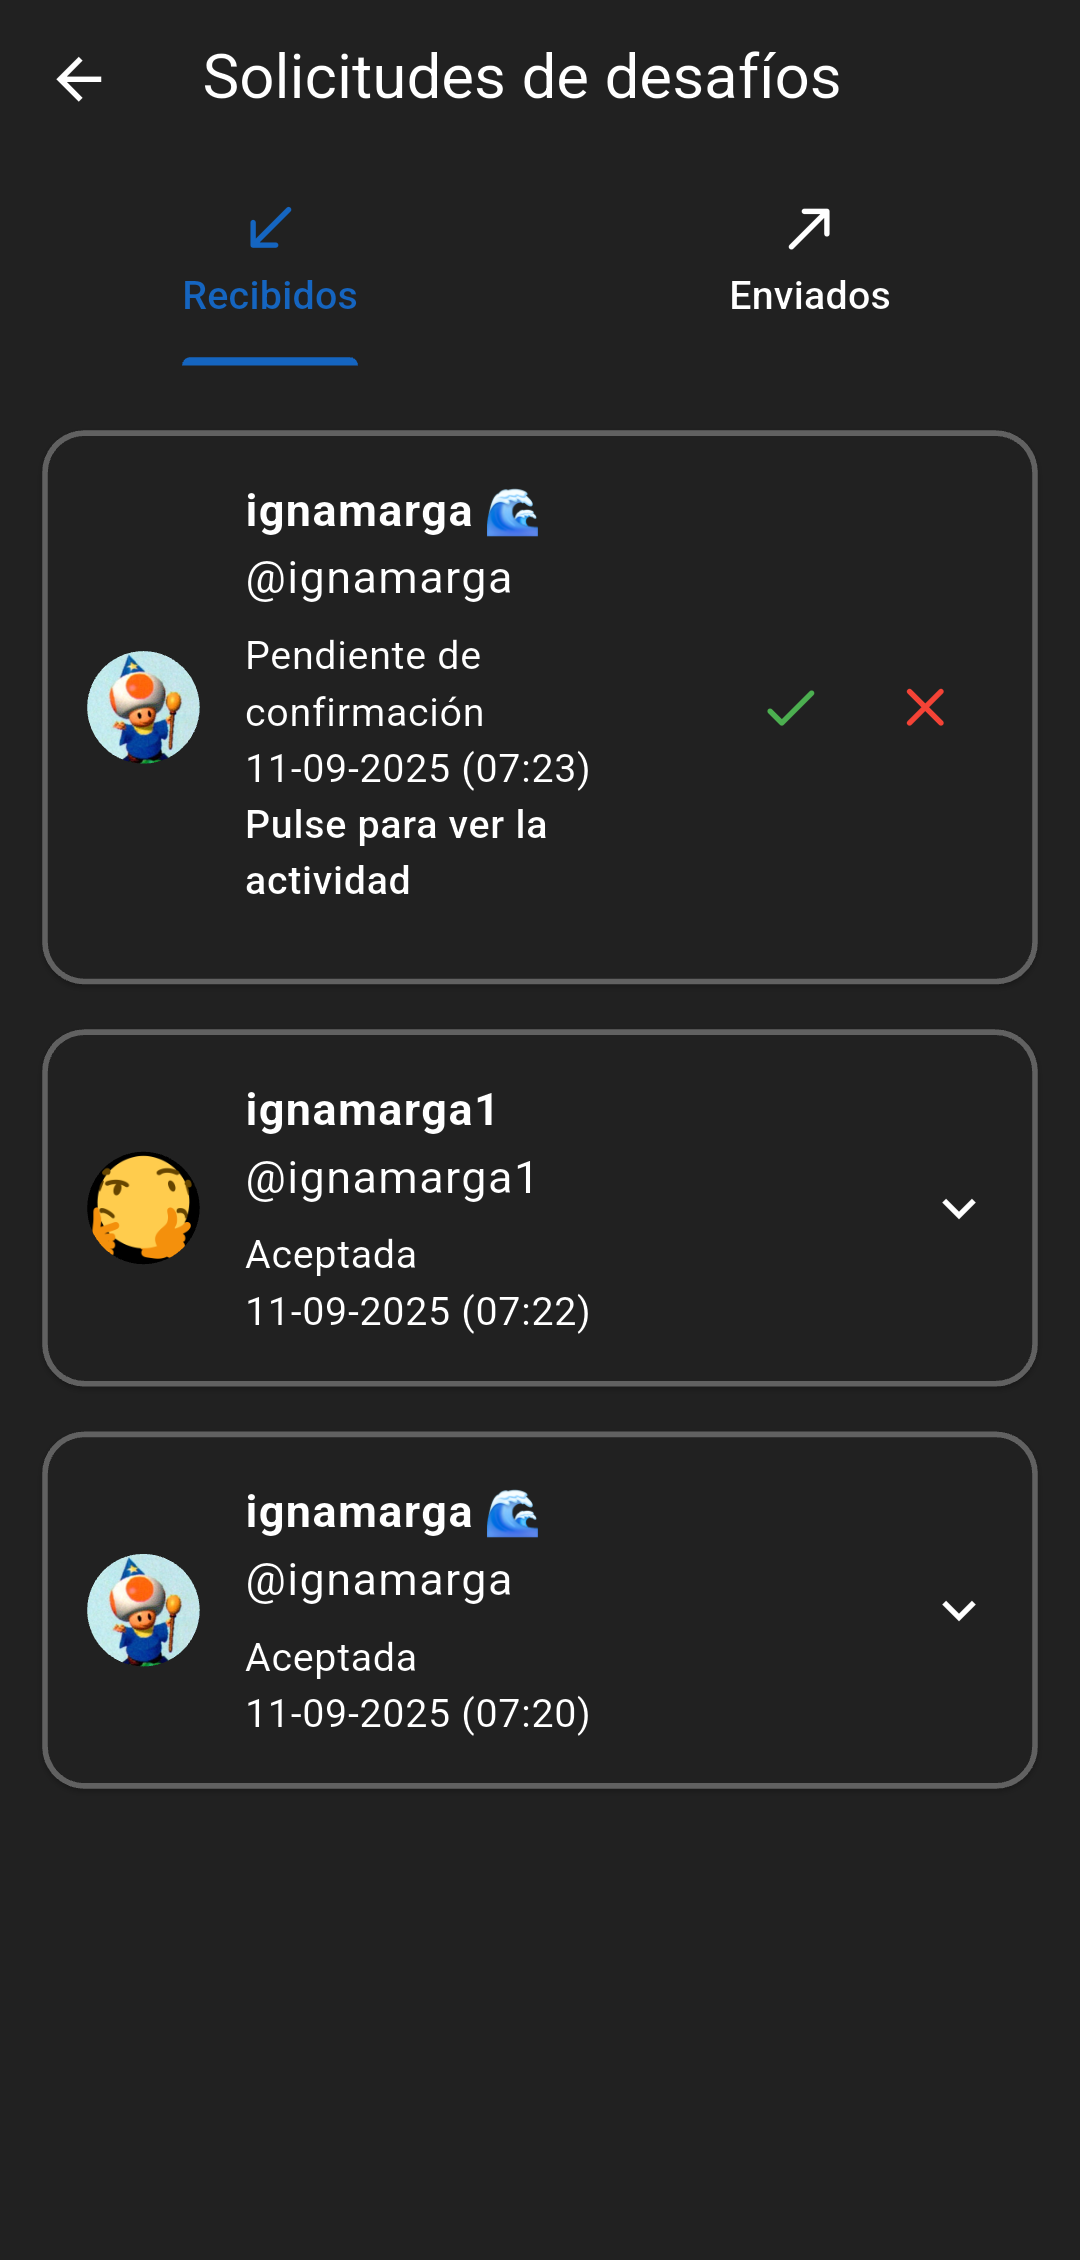 Solicitudes de desafíos
Recibidos
Enviados
ignamarga 🌊
@ignamarga
Pendiente de
confirmación
11-09-2025 (07:23)
Pulse para ver la
actividad
ignamarga1
@ignamarga1
Aceptada
11-09-2025 (07:22)
ignamarga 🌊
@ignamarga
Aceptada
11-09-2025 (07:20)